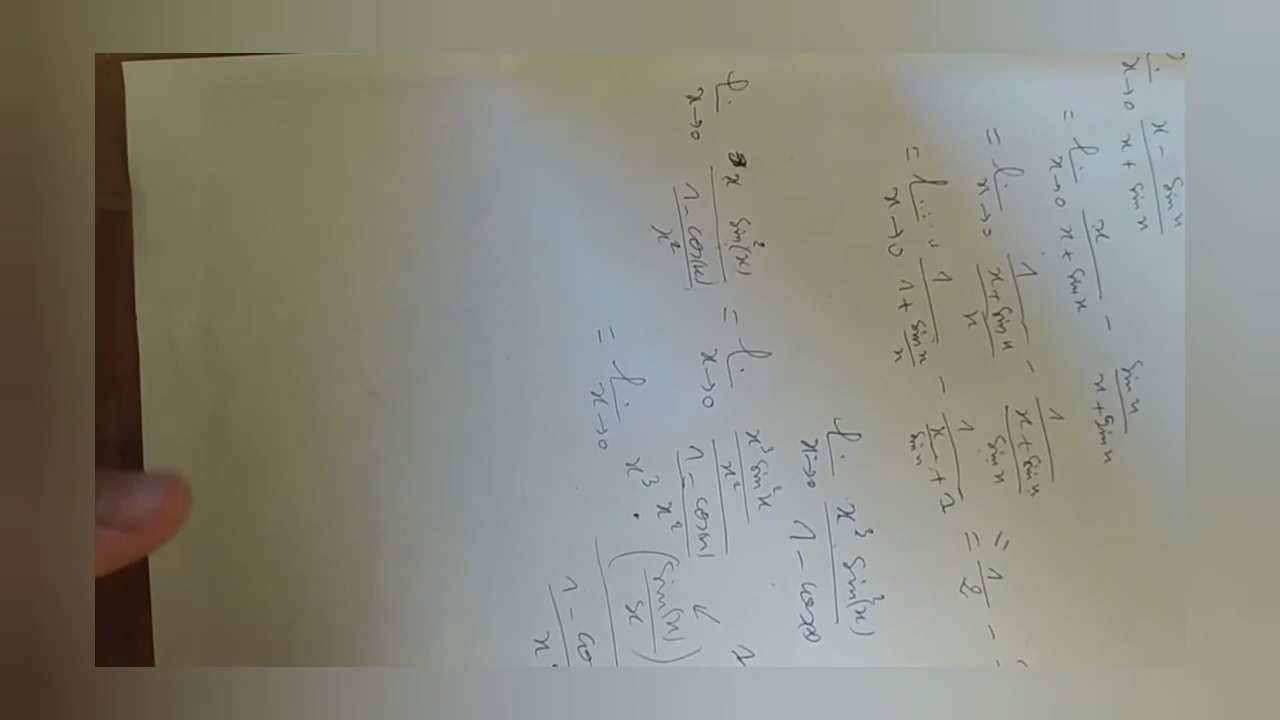 lim x→0 (x - sin x)/(x + sin x)
= lim x→0 x/(x + sin x) - sin x/(x + sin x)
= lim x→0 1/((x + sin x)/x) - 1/((x + sin x)/sin x)
= lim x→0 1/(1 + sin x/x) - 1/(x/sin x + 1) = 1/2 -
lim x→0 x³ sin²(x)/(1 - cos x)
lim x→0 x sin²(x)/((1 - cos(x))/x²) = lim x→0 (x³ sin²x/x²)/((1 - cos x)/x²)
= lim x→0 x³ · (sin(x)/x)/((1 - co